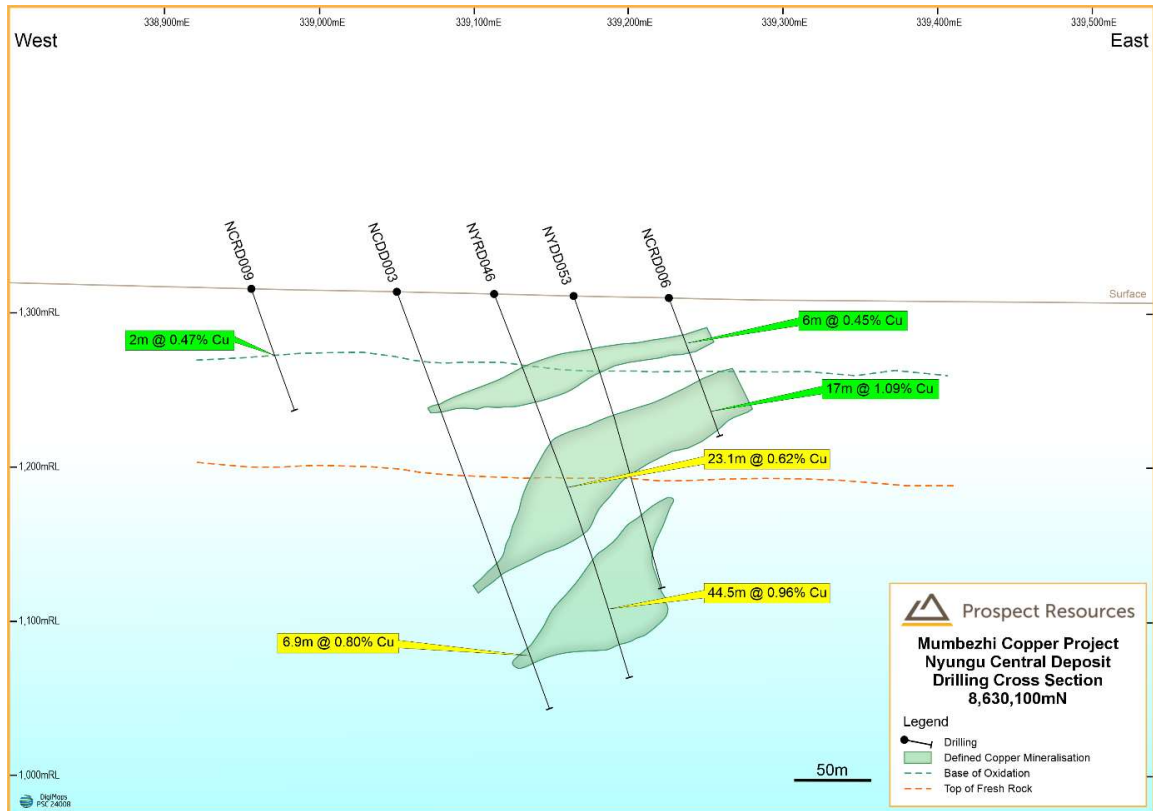 338,900mE 339,000mE 339,100mE 339,200mE 339,300mE 339,400mE 339,500mE
West East
NCRD009
NCDD003
NYRD046
NYDD053
NCRD006
Surface
1,300mRL
6m @ 0.45% Cu
2m @ 0.47% Cu
17m @ 1.09% Cu
23.1m @ 0.62% Cu
1,200mRL
44.5m @ 0.96% Cu
1,100mRL
6.9m @ 0.80% Cu
Prospect Resources
Mumbezhi Copper Project
Nyungu Central Deposit
Drilling Cross Section
8,630,100mN
Legend
Drilling
Defined Copper Mineralisation
Base of Oxidation
Top of Fresh Rock
50m
1,000mRL
DigiMaps
PSC 24008